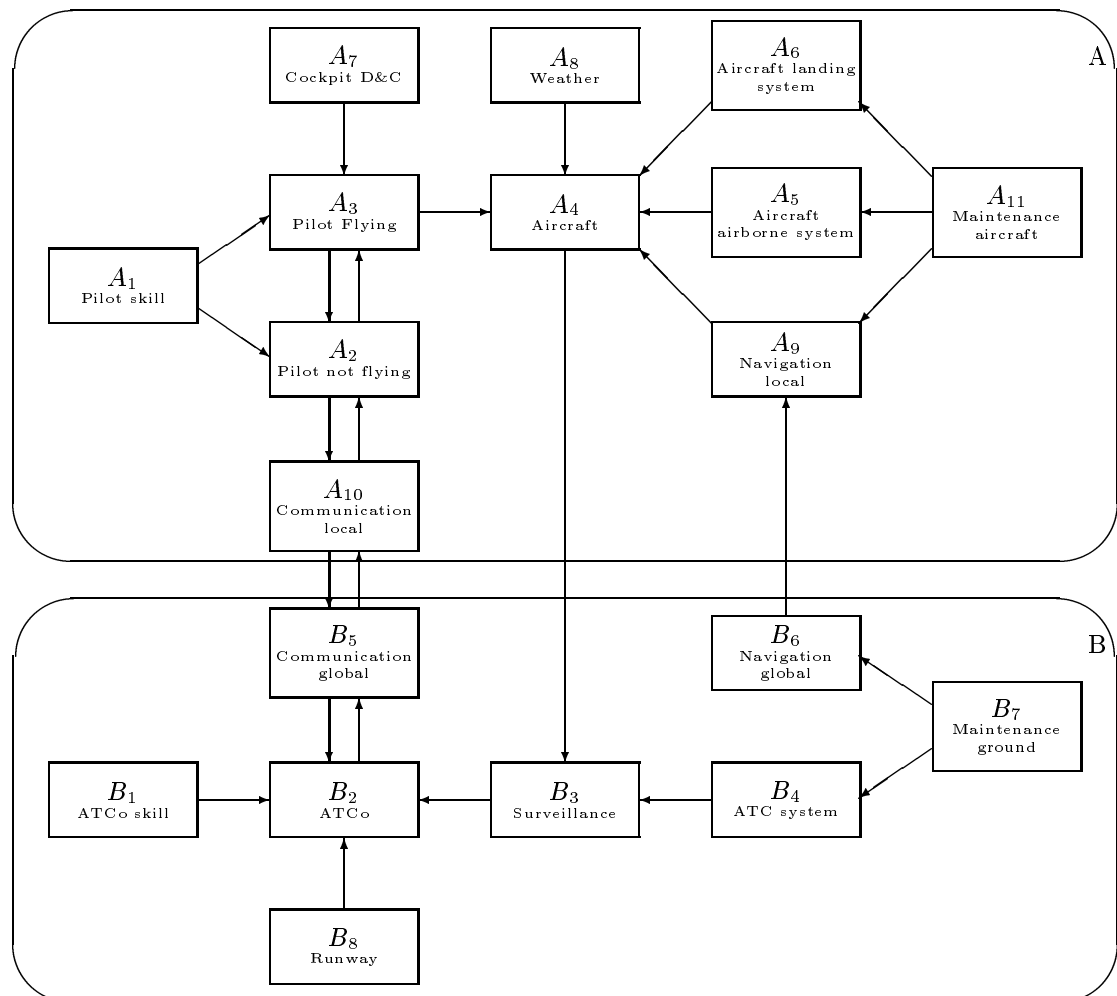 A
A₇
Cockpit D&C
A₈
Weather
A₆
Aircraft landing
system
A₃
Pilot Flying
A₄
Aircraft
A₅
Aircraft
airborne system
A₁₁
Maintenance
aircraft
A₁
Pilot skill
A₂
Pilot not flying
A₉
Navigation
local
A₁₀
Communication
local
B
B₅
Communication
global
B₆
Navigation
global
B₇
Maintenance
ground
B₁
ATCo skill
B₂
ATCo
B₃
Surveillance
B₄
ATC system
B₈
Runway